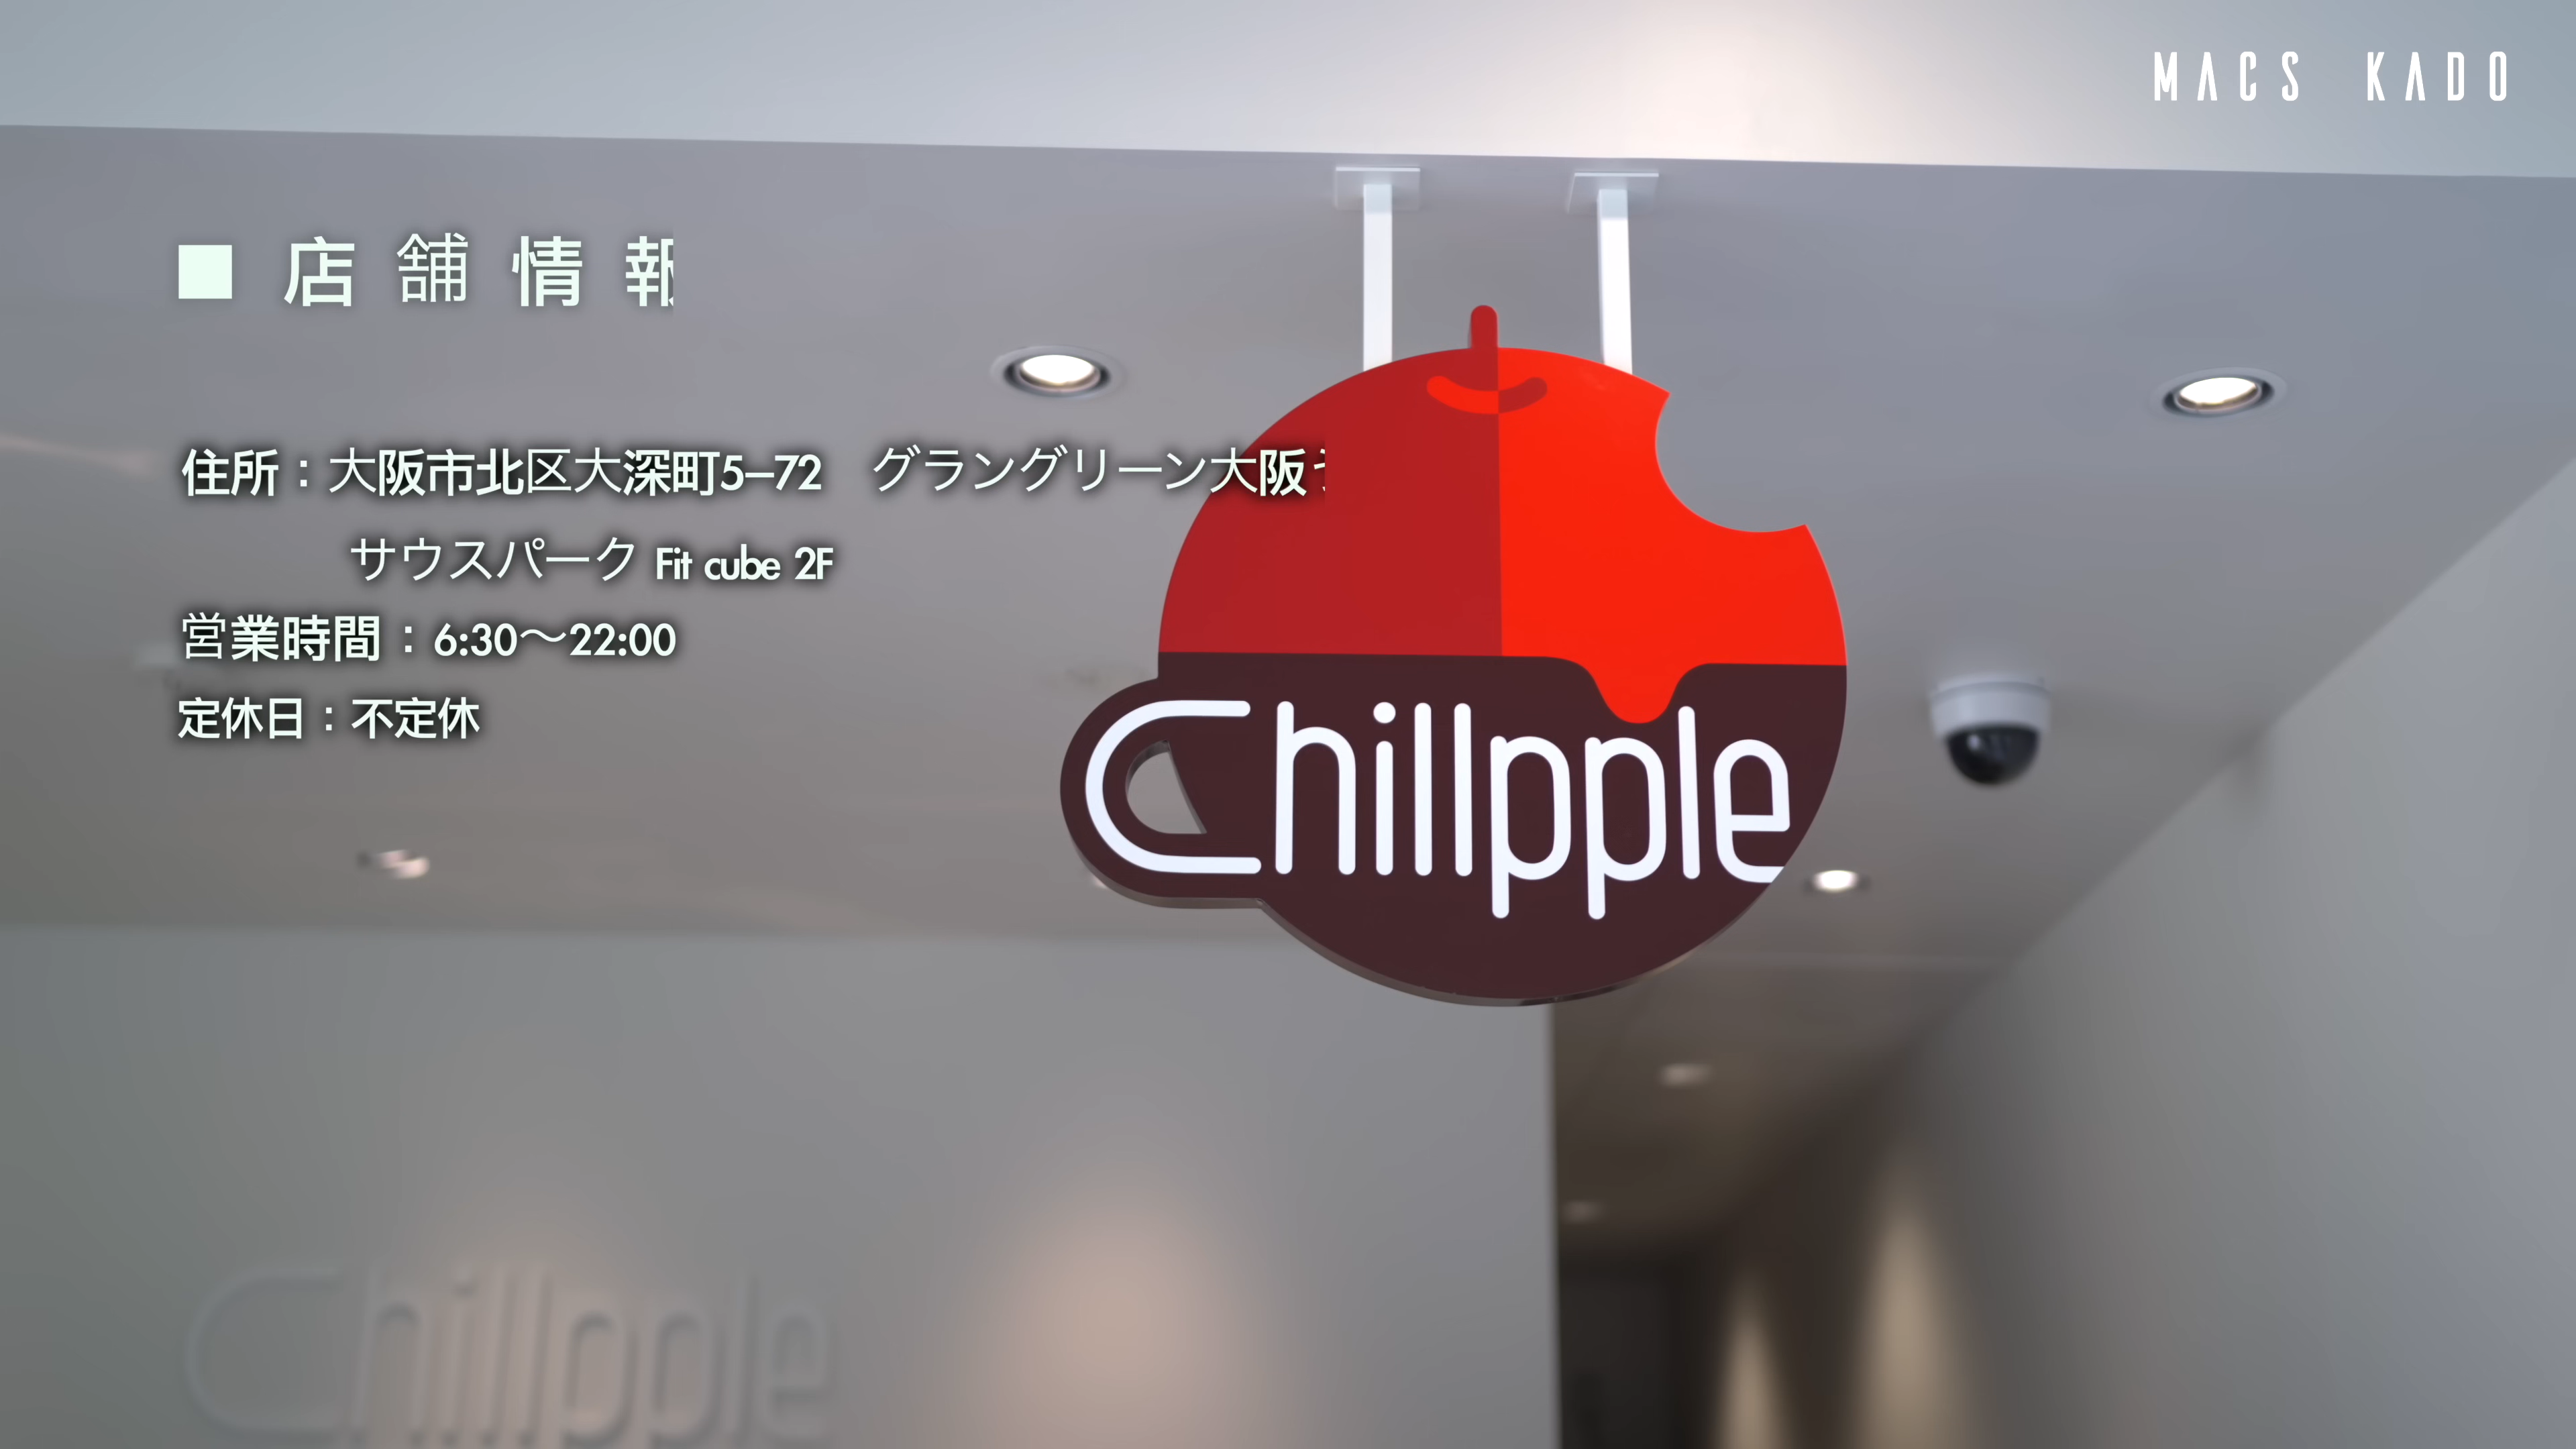 MACS KADO
■ 店舗情報
住所：大阪市北区大深町5−72　グラングリーン大阪
サウスパーク Fit cube 2F
営業時間：6:30〜22:00
定休日：不定休
Chillpple
Chillpple